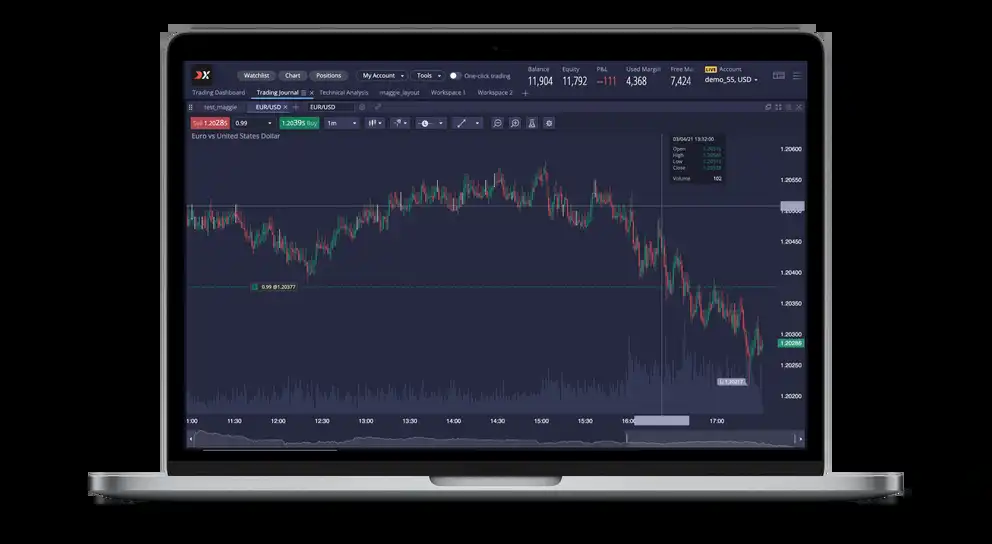 Balance Equity P&L Used Margin Free Ma LIVE Account
DX Watchlist Chart Positions My Account Tools One-click trading
11,904 11,792 −111 4,368 7,424 demo_55, USD
Trading Dashboard Trading Journal Technical Analysis maggie_layout Workspace 1 Workspace 2 +
test_maggie EUR/USD EUR/USD
Sell 1.20285 0.99 1.20395 Buy 1m
Euro vs United States Dollar
03/04/21 13:32:00
Open
High
Low
Close
Volume 102
1.20600
1.20550
1.20500
1.20450
1.20400
0.99 @1.20377
1.20350
1.20300
1.20286
1.20250
L: 1.20217
1.20200
1:00 11:30 12:00 12:30 13:00 13:30 14:00 14:30 15:00 15:30 16:00 17:00